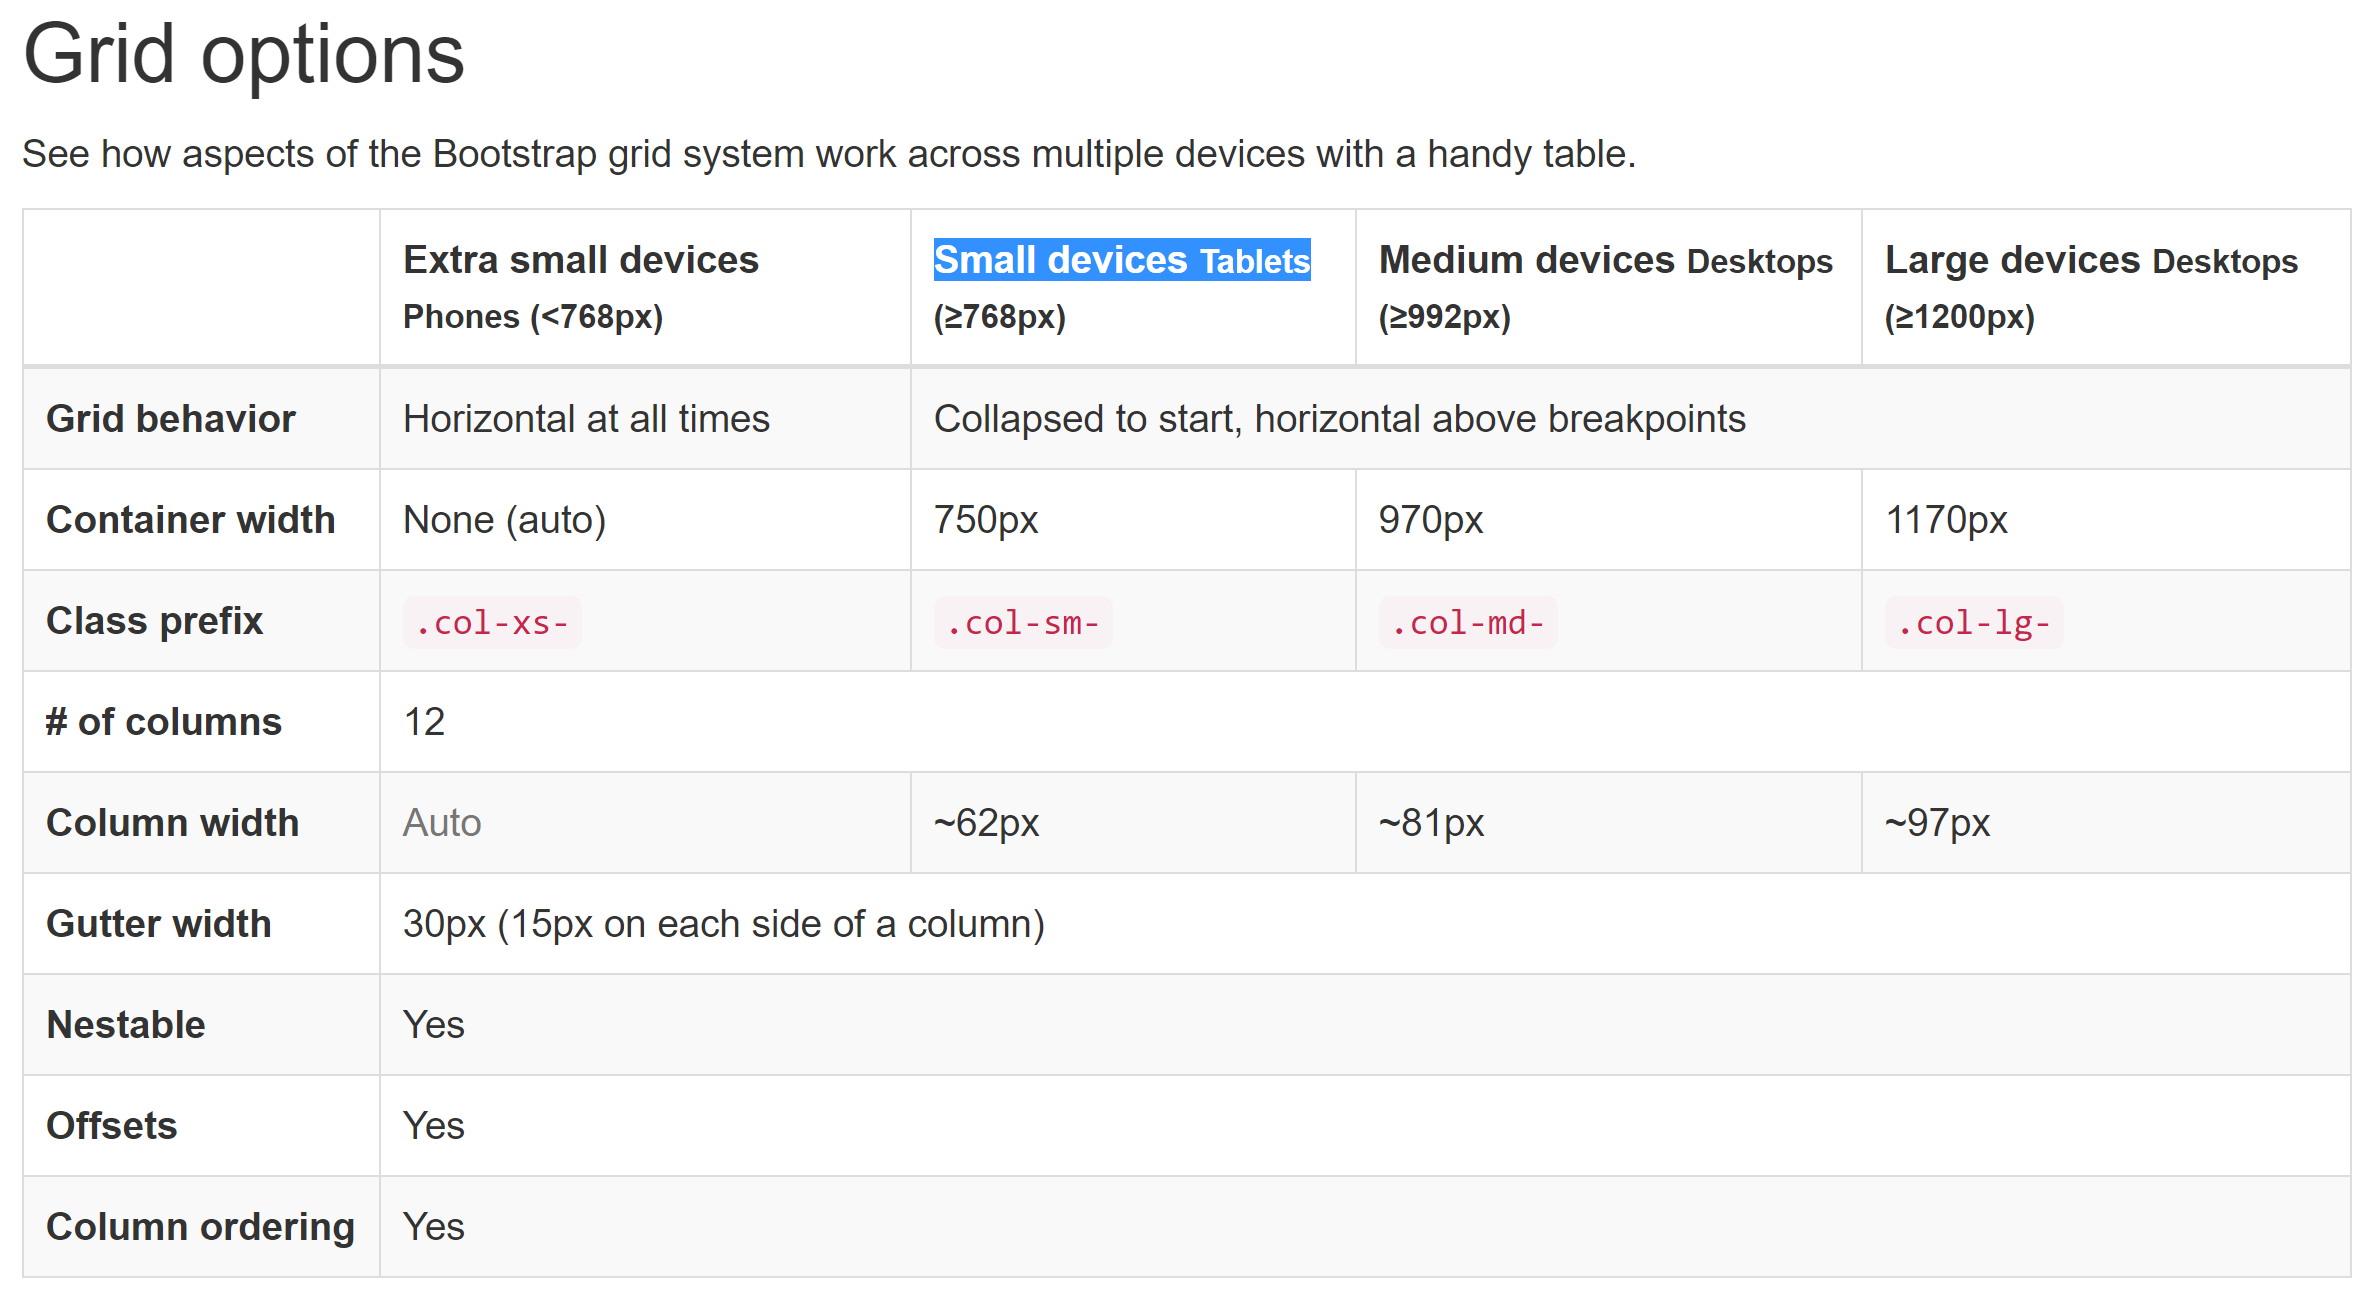 Grid options
See how aspects of the Bootstrap grid system work across multiple devices with a handy table.
Extra small devices Small devices Tablets Medium devices Desktops Large devices Desktops
Phones (<768px) (≥768px) (≥992px) (≥1200px)
Grid behavior Horizontal at all times Collapsed to start, horizontal above breakpoints
Container width None (auto) 750px 970px 1170px
Class prefix .col-xs- .col-sm- .col-md- .col-lg-
# of columns 12
Column width Auto ~62px ~81px ~97px
Gutter width 30px (15px on each side of a column)
Nestable Yes
Offsets Yes
Column ordering Yes